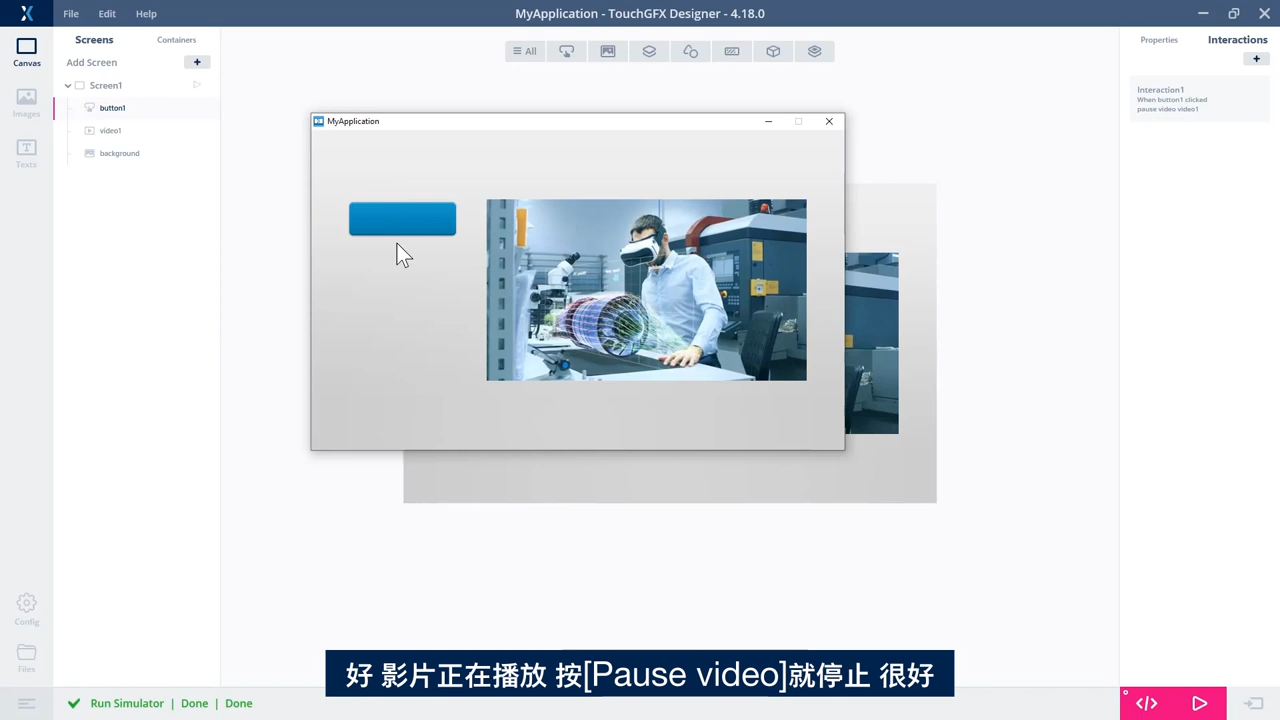 File
Edit
Help
MyApplication - TouchGFX Designer - 4.18.0
Canvas
Images
Texts
Config
Files
Screens
Containers
Add Screen
Screen1
button1
video1
background
All
MyApplication
Properties
Interactions
Interaction1
When button1 clicked
pause video video1
好 影片正在播放 按[Pause video]就停止 很好
Run Simulator | Done | Done